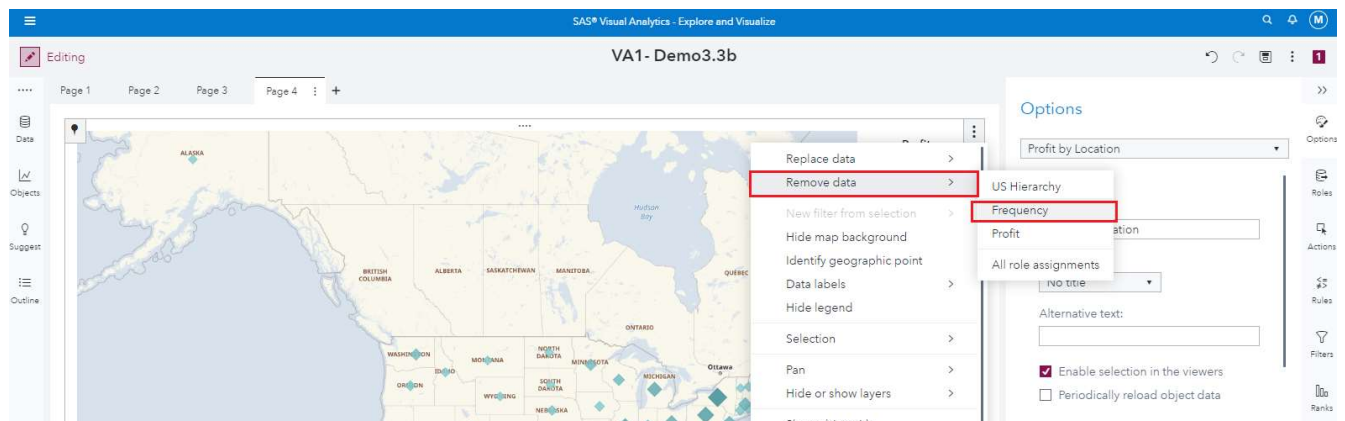 SAS® Visual Analytics - Explore and Visualize
M
Editing
VA1- Demo3.3b
1
Page 1
Page 2
Page 3
Page 4
+
Data
Objects
Suggest
Outline
ALASKA
Hudson
Bay
BRITISH
COLUMBIA
ALBERTA
SASKATCHEWAN
MANITOBA
QUEBEC
ONTARIO
WASHINGTON
MONTANA
NORTH
DAKOTA
MINNESOTA
Ottawa
IDAHO
OREGON
WYOMING
SOUTH
DAKOTA
MICHIGAN
NEBRASKA
Replace data
Remove data
New filter from selection
Hide map background
Identify geographic point
Data labels
Hide legend
Selection
Pan
Hide or show layers
US Hierarchy
Frequency
Profit
All role assignments
Options
Profit by Location
ation
No title
Alternative text:
Enable selection in the viewers
Periodically reload object data
Options
Roles
Actions
Rules
Filters
Ranks